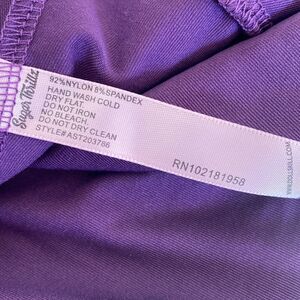 Sugar Thrillz
92%NYLON 8%SPANDEX
HAND WASH COLD
DRY FLAT
DO NOT IRON
NO BLEACH.
DO NOT DRY CLEAN
STYLE#AST203786
RN102181958
WWW.DOLLSKILL.COM